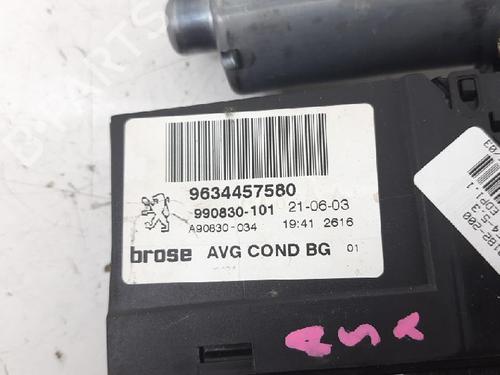 9634457580
990830-101 21-06-03
A90830-034 19:41 2616
brose AVG COND BG 01